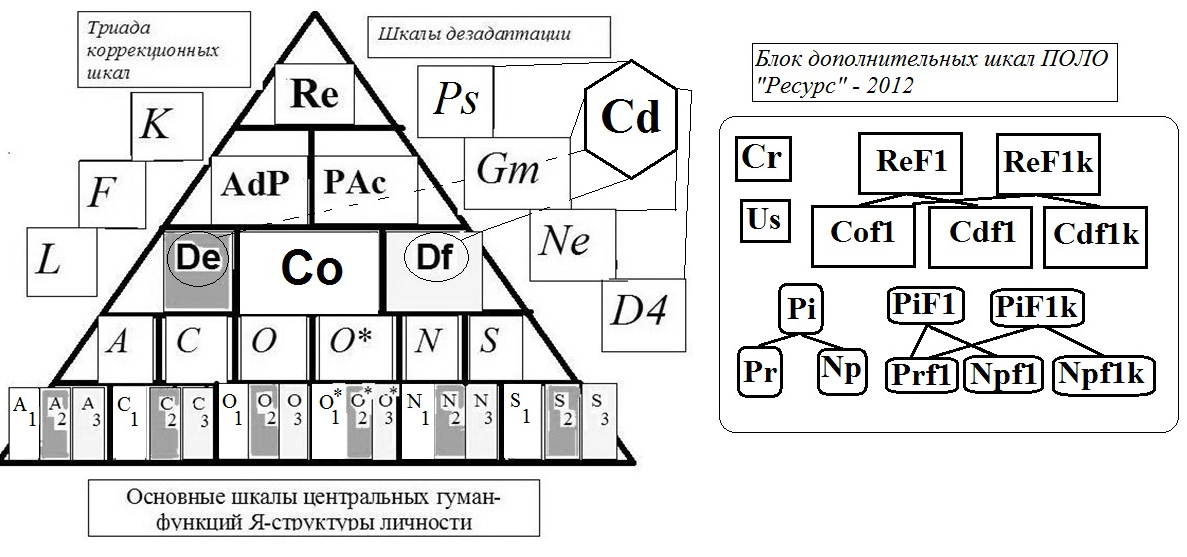 Триада
коррекционных
шкал
Шкалы дезадаптации
Блок дополнительных шкал ПОЛО
"Ресурс" - 2012
K
F
L
Re
AdP PAc
De Co Df
A C O O* N S
A1 A2 A3 C1 C2 C3 O1 O2 O3 O*1 O*2 O*3 N1 N2 N3 S1 S2 S3
Ps
Gm
Ne
D4
Cd
Cr ReF1 ReF1k
Us Cof1 Cdf1 Cdf1k
Pi PiF1 PiF1k
Pr Np Prf1 Npf1 Npf1k
Основные шкалы центральных гуман-
функций Я-структуры личности